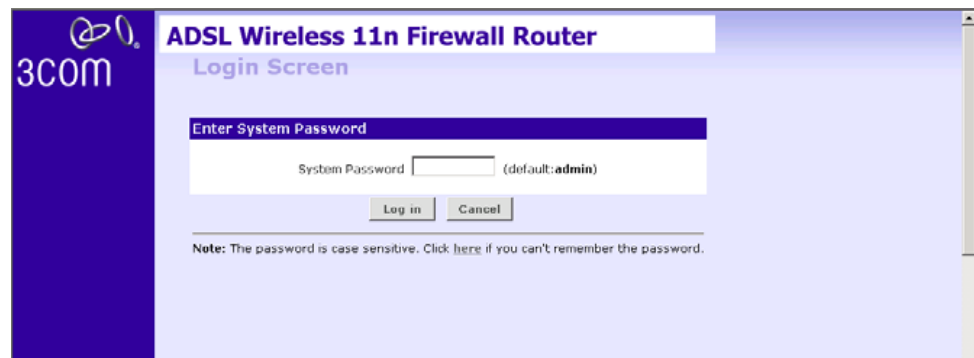 3COM
ADSL Wireless 11n Firewall Router
Login Screen
Enter System Password
System Password (default:admin)
Log in Cancel
Note: The password is case sensitive. Click here if you can't remember the password.